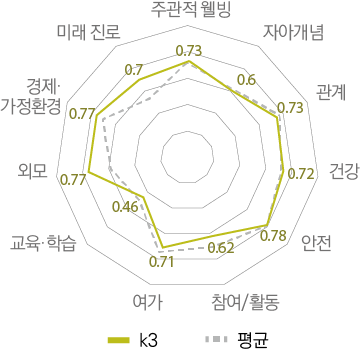 주관적 웰빙
미래 진로
자아개념
0.73
0.7
0.6
경제·
가정환경
관계
0.77
0.73
외모
0.77
0.72
건강
0.46
교육·학습
0.78
안전
0.71
0.62
여가
참여/활동
k3
평균